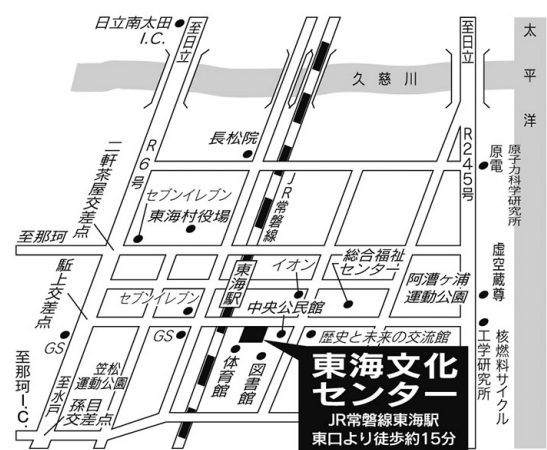 日立南太田
I.C.
至日立
至日立
太平洋
久慈川
長松院
R6号
R245号
原電
原子力科学研究所
二軒茶屋交差点
セブンイレブン
東海村役場
JR常磐線
至那珂
東海駅
イオン
総合福祉
センター
阿漕ヶ浦
運動公園
虚空蔵尊
駈上交差点
セブンイレブン
中央公民館
GS
GS
歴史と未来の交流館
核燃料サイクル
工学研究所
至那珂I.C.
至水戸
笠松
運動公園
孫目
交差点
体育館
図書館
東海文化
センター
JR常磐線東海駅
東口より徒歩約15分